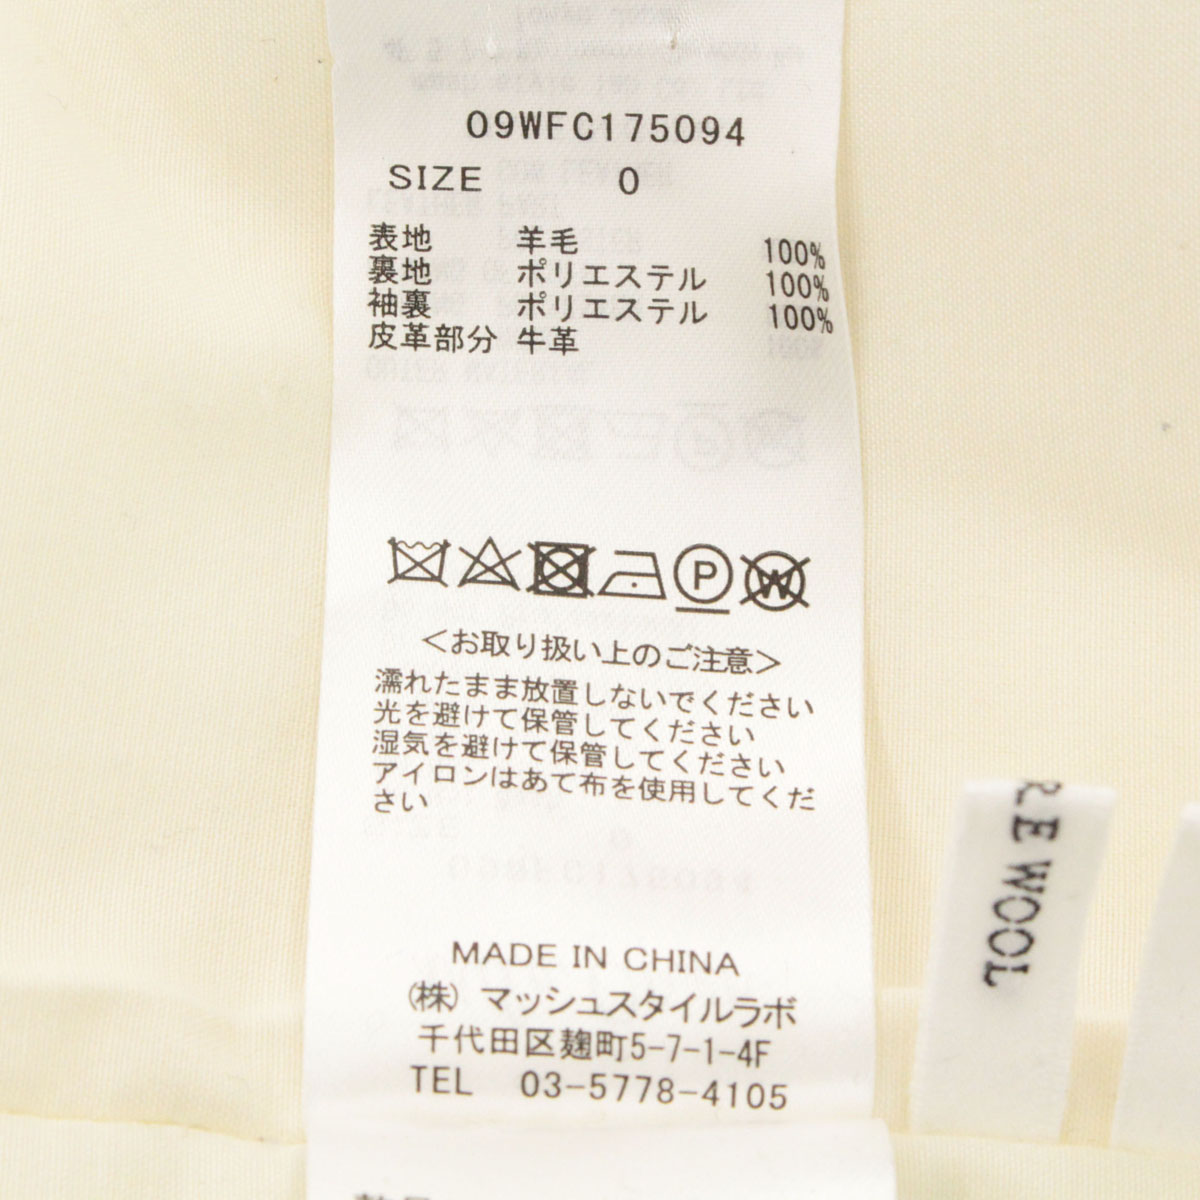 09WFC175094
SIZE 0
表地 羊毛 100%
裏地 ポリエステル 100%
袖裏 ポリエステル 100%
皮革部分 牛革
P W
<お取り扱い上のご注意>
濡れたまま放置しないでください
光を避けて保管してください
湿気を避けて保管してください
アイロンはあて布を使用してくだ
さい
MADE IN CHINA
(株) マッシュスタイルラボ
千代田区麹町5-7-1-4F
TEL 03-5778-4105
RE WOOL